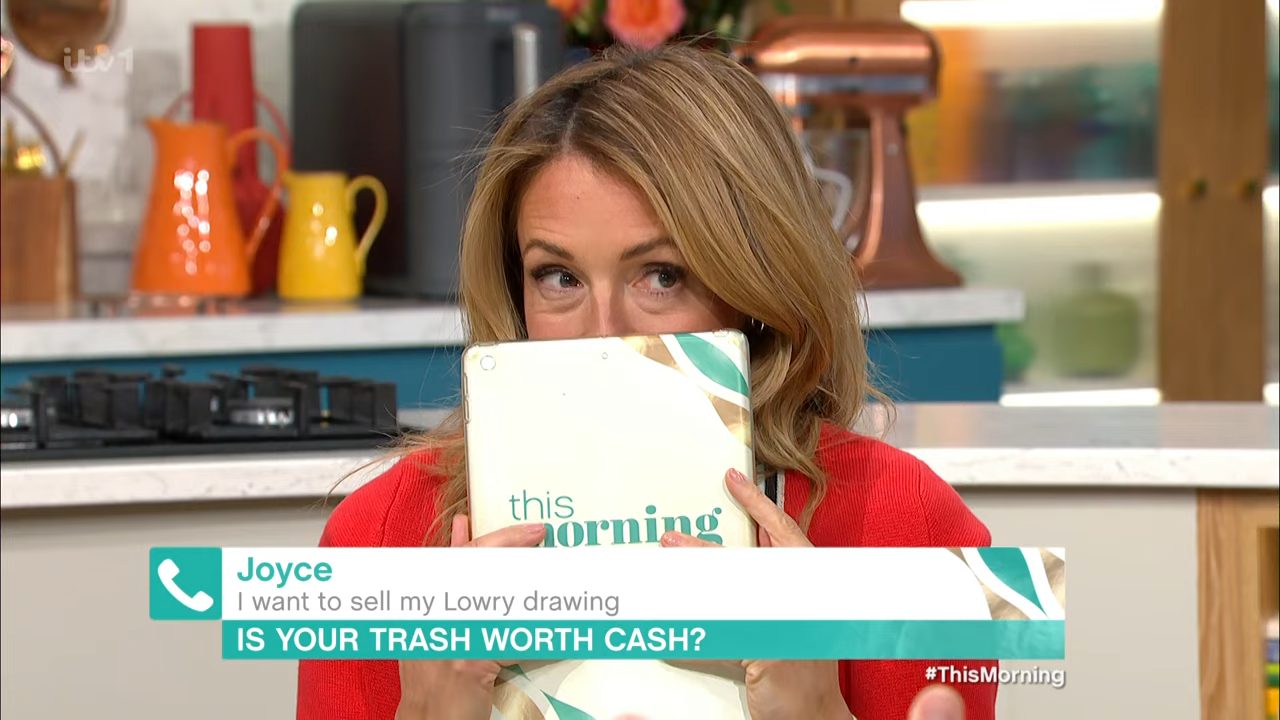 itv1
this
morning
Joyce
I want to sell my Lowry drawing
IS YOUR TRASH WORTH CASH?
#ThisMorning